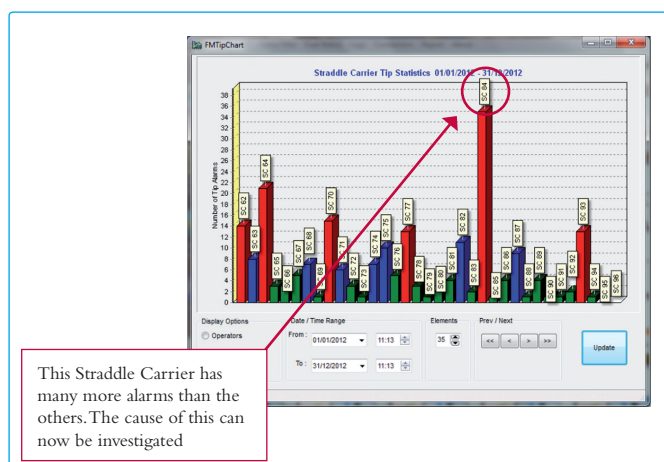 FMTipChart
Straddle Carrier Tip Statistics 01/01/2012 - 31/12/2012
Number of Tip Alarms
38
36
34
32
30
28
26
24
22
20
18
16
14
12
10
8
6
4
2
0
SC 62
SC 63
SC 64
SC 65
SC 66
SC 67
SC 68
SC 69
SC 70
SC 71
SC 72
SC 73
SC 74
SC 75
SC 76
SC 77
SC 78
SC 79
SC 80
SC 81
SC 82
SC 83
SC 84
SC 85
SC 86
SC 87
SC 88
SC 89
SC 90
SC 91
SC 92
SC 93
SC 94
SC 95
SC 96
Display Options
Operators
Date / Time Range
From : 01/01/2012 11:13
To : 31/12/2012 11:13
Elements
35
Prev / Next
<< < > >>
Update
This Straddle Carrier has
many more alarms than the
others. The cause of this can
now be investigated